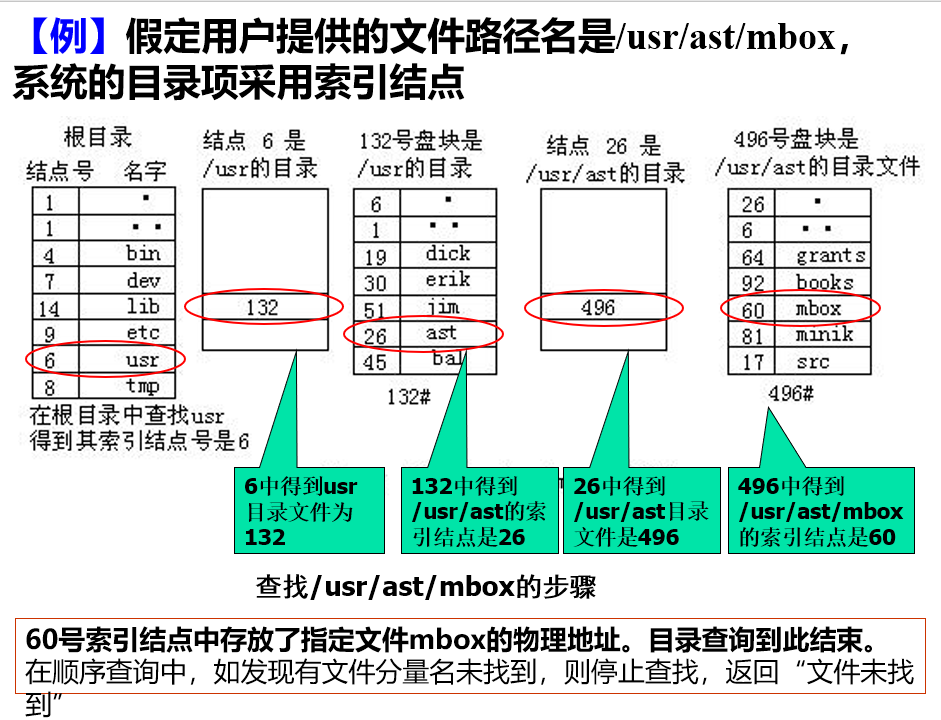 【例】假定用户提供的文件路径名是/usr/ast/mbox，
系统的目录项采用索引结点
根目录
结点号 名字
1 .
1 ..
4 bin
7 dev
14 lib
9 etc
6 usr
8 tmp
在根目录中查找usr
得到其索引结点号是6
结点 6 是
/usr的目录
132
132号盘块是
/usr的目录
6 .
1 ..
19 dick
30 erik
51 jim
26 ast
45 bal
132#
结点 26 是
/usr/ast的目录
496
496号盘块是
/usr/ast的目录文件
26 .
6 ..
64 grants
92 books
60 mbox
81 minik
17 src
496#
6中得到usr
目录文件为
132
132中得到
/usr/ast的索
引结点是26
26中得到
/usr/ast目录
文件是496
496中得到
/usr/ast/mbox
的索引结点是60
查找/usr/ast/mbox的步骤
60号索引结点中存放了指定文件mbox的物理地址。目录查询到此结束。
在顺序查询中，如发现有文件分量名未找到，则停止查找，返回“文件未找
到”